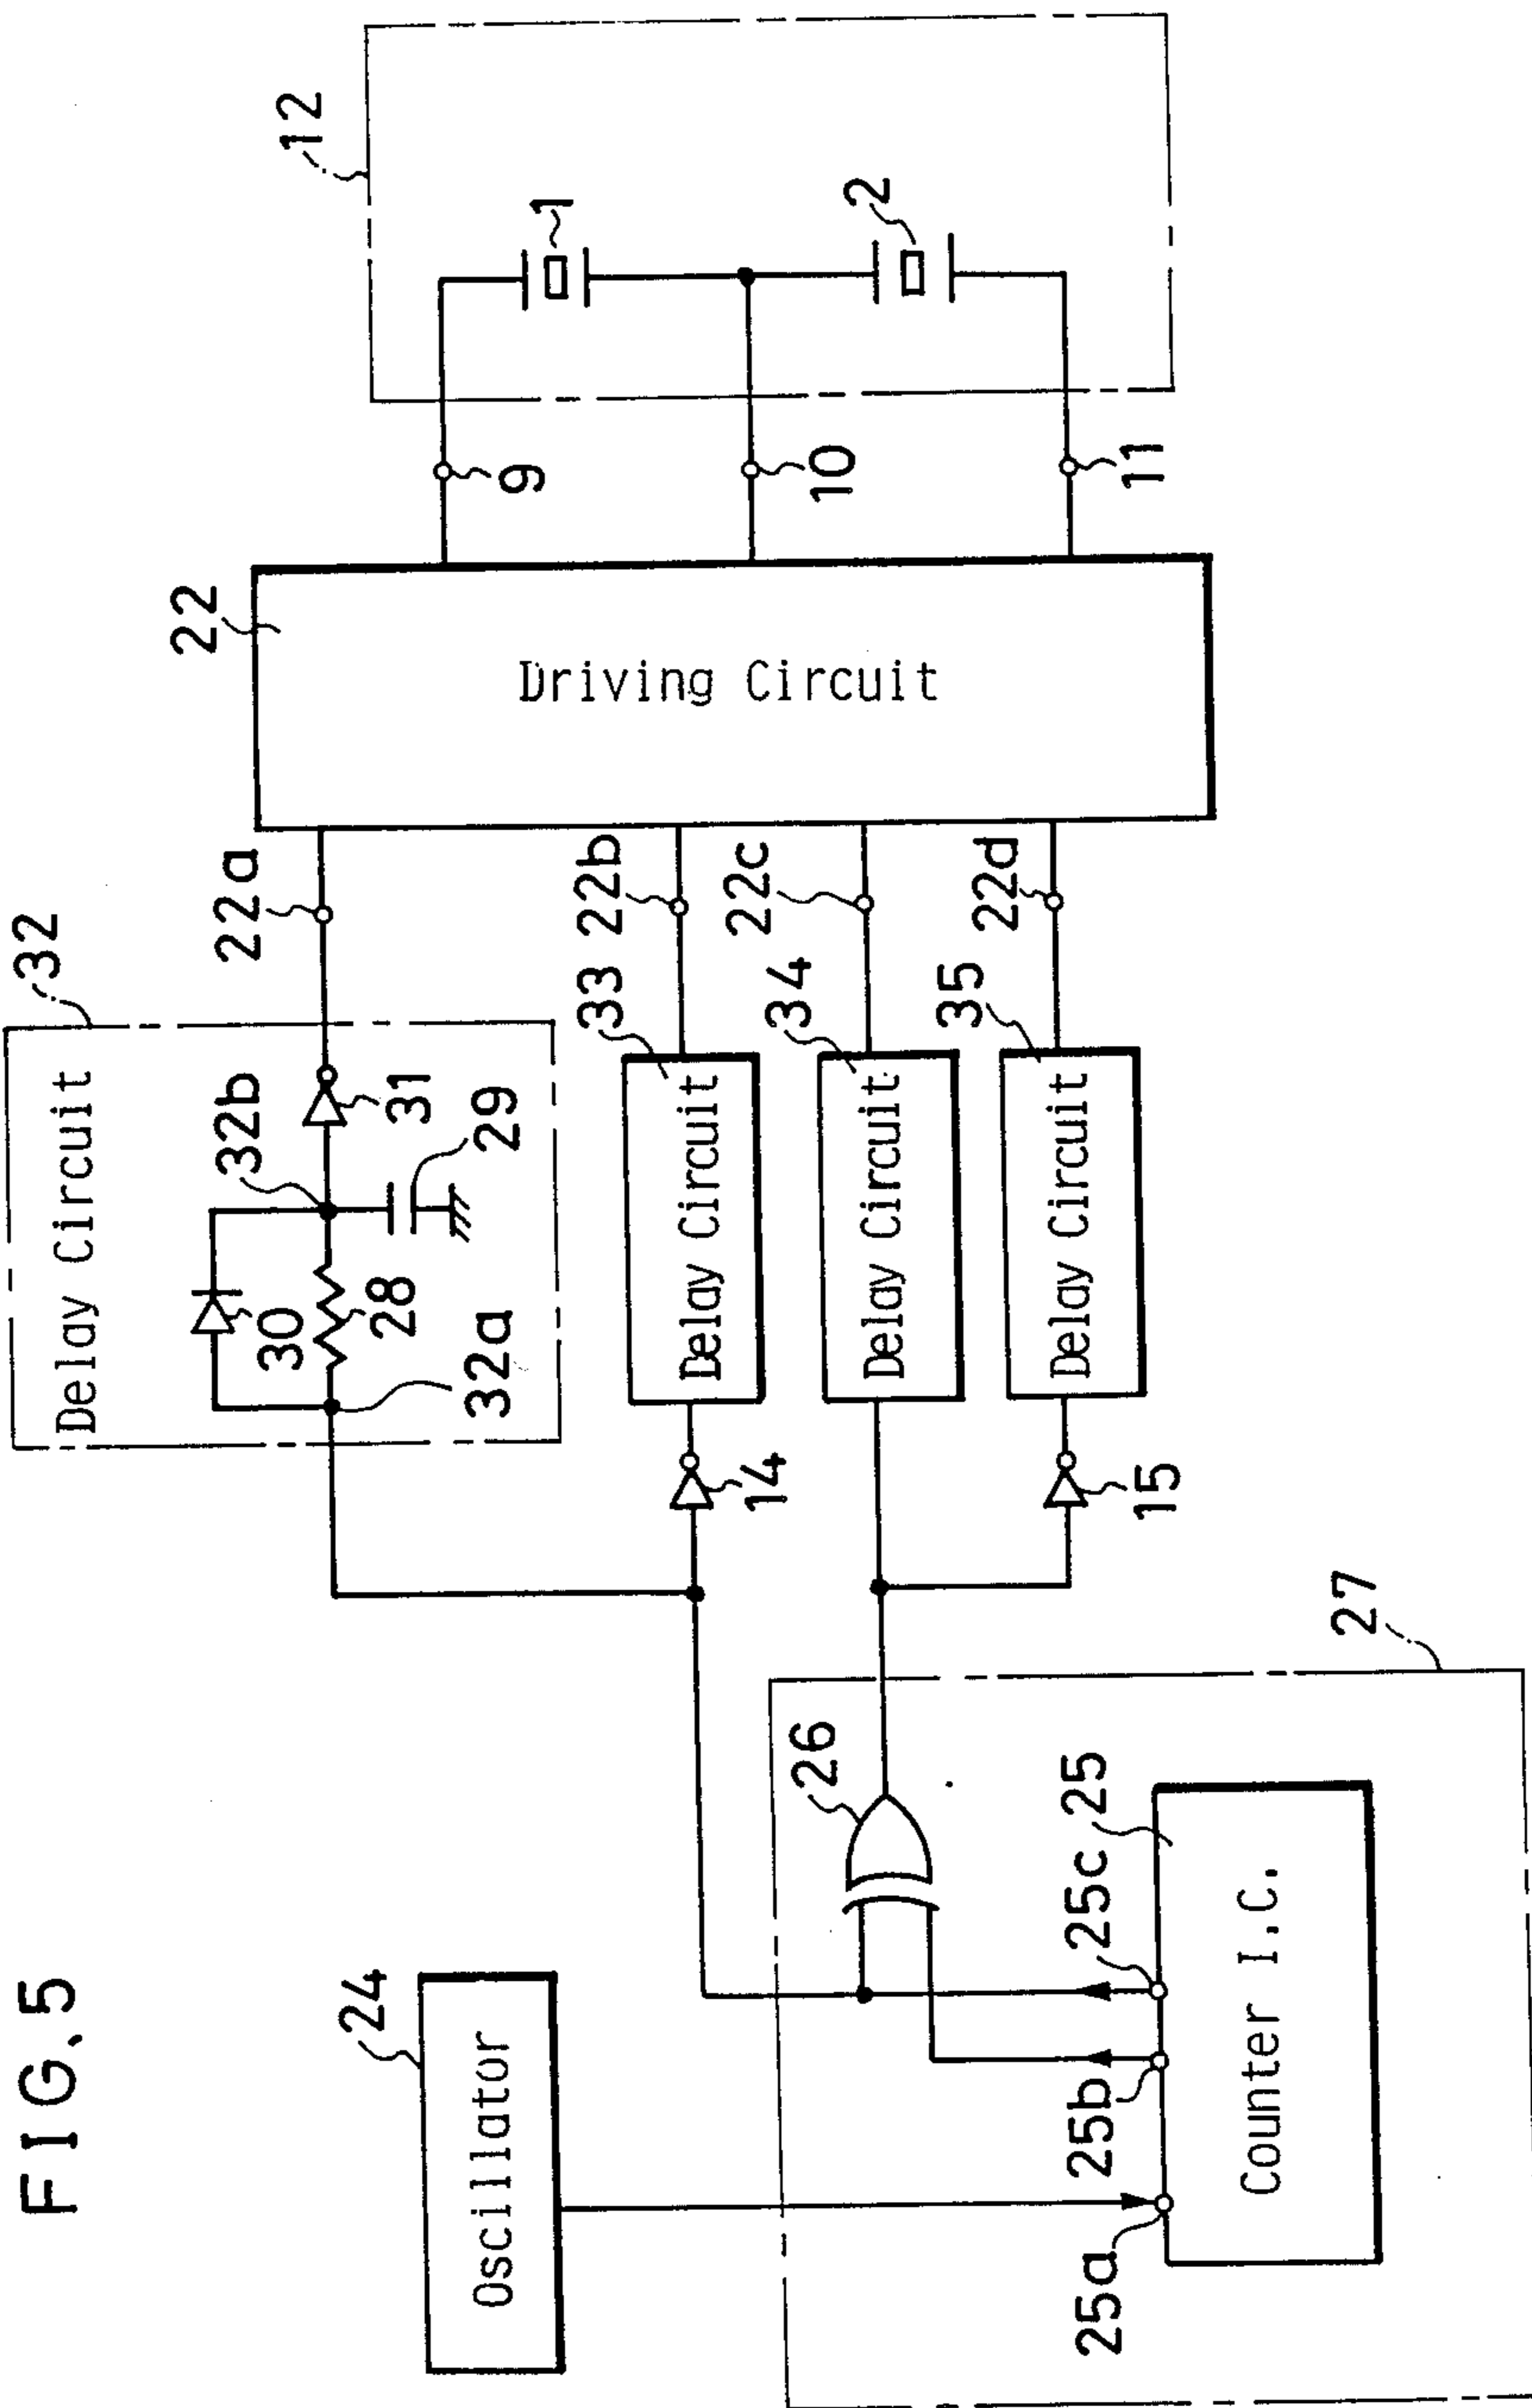 FIG.5
Delay Circuit
32
22
12
22a
32b
30
31
28
29
32a
9
1
33
22b
Delay Circuit
14
Driving Circuit
10
24
Oscillator
26
34
22c
Delay Circuit
2
35
22d
Delay Circuit
15
11
25a
25b
25c
25
Counter I.C.
27